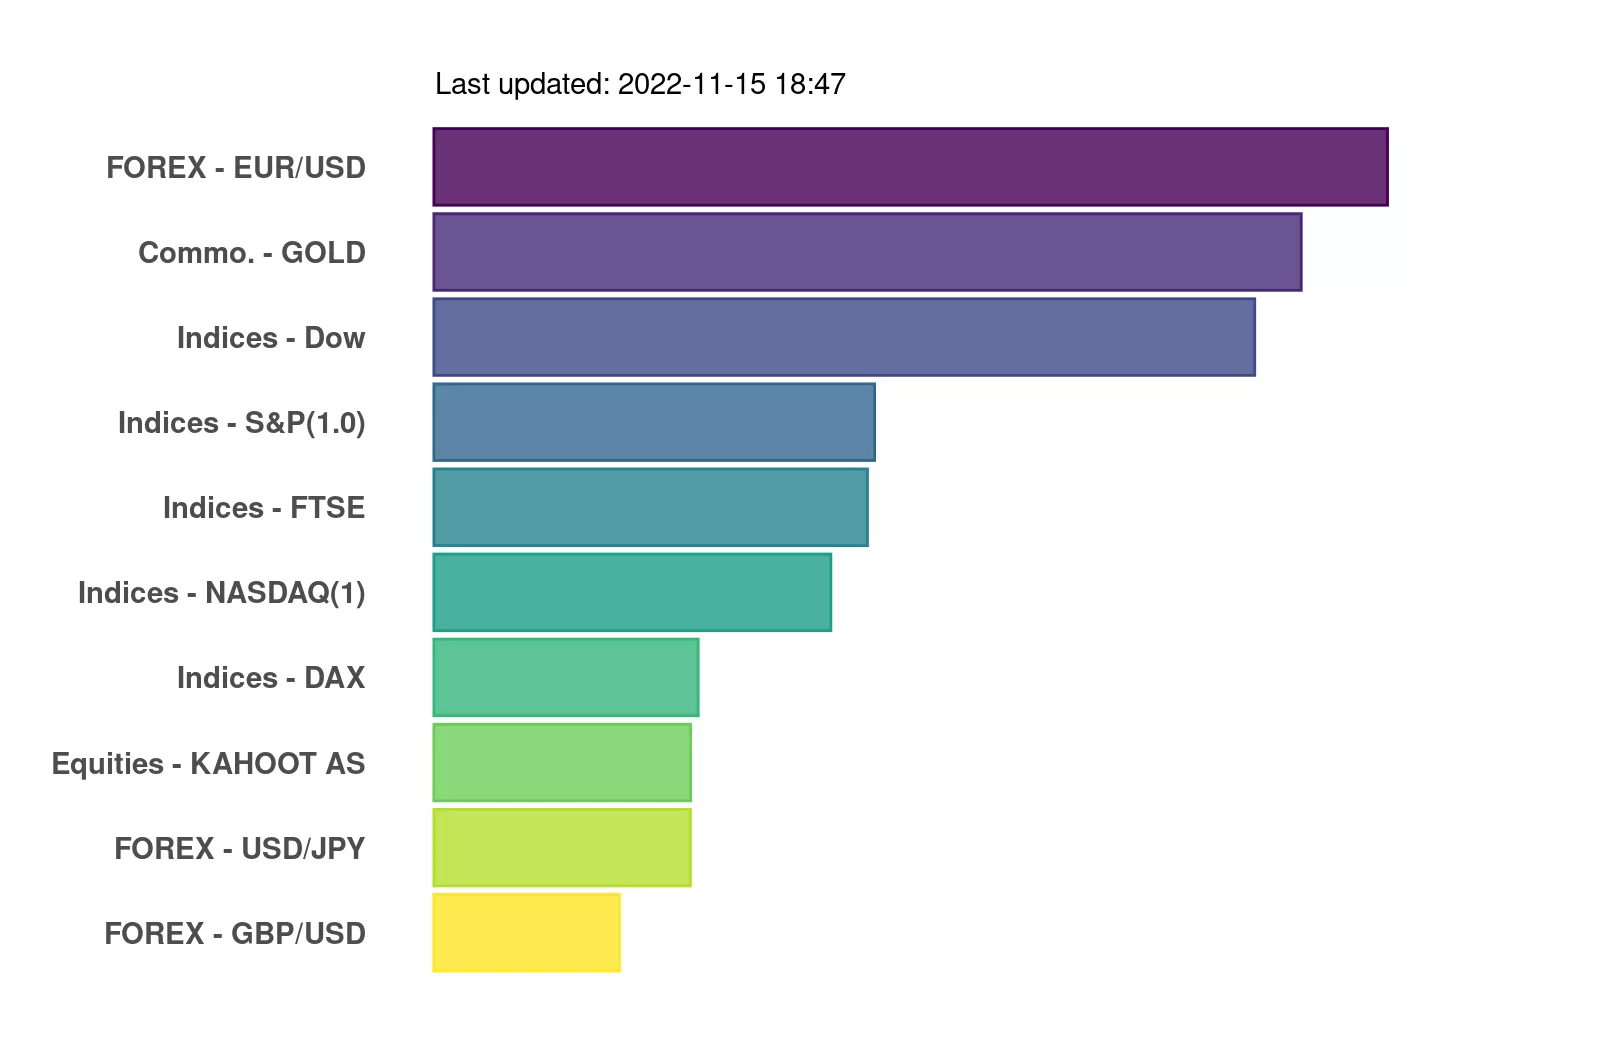 Last updated: 2022-11-15 18:47
FOREX - EUR/USD
Commo. - GOLD
Indices - Dow
Indices - S&P(1.0)
Indices - FTSE
Indices - NASDAQ(1)
Indices - DAX
Equities - KAHOOT AS
FOREX - USD/JPY
FOREX - GBP/USD